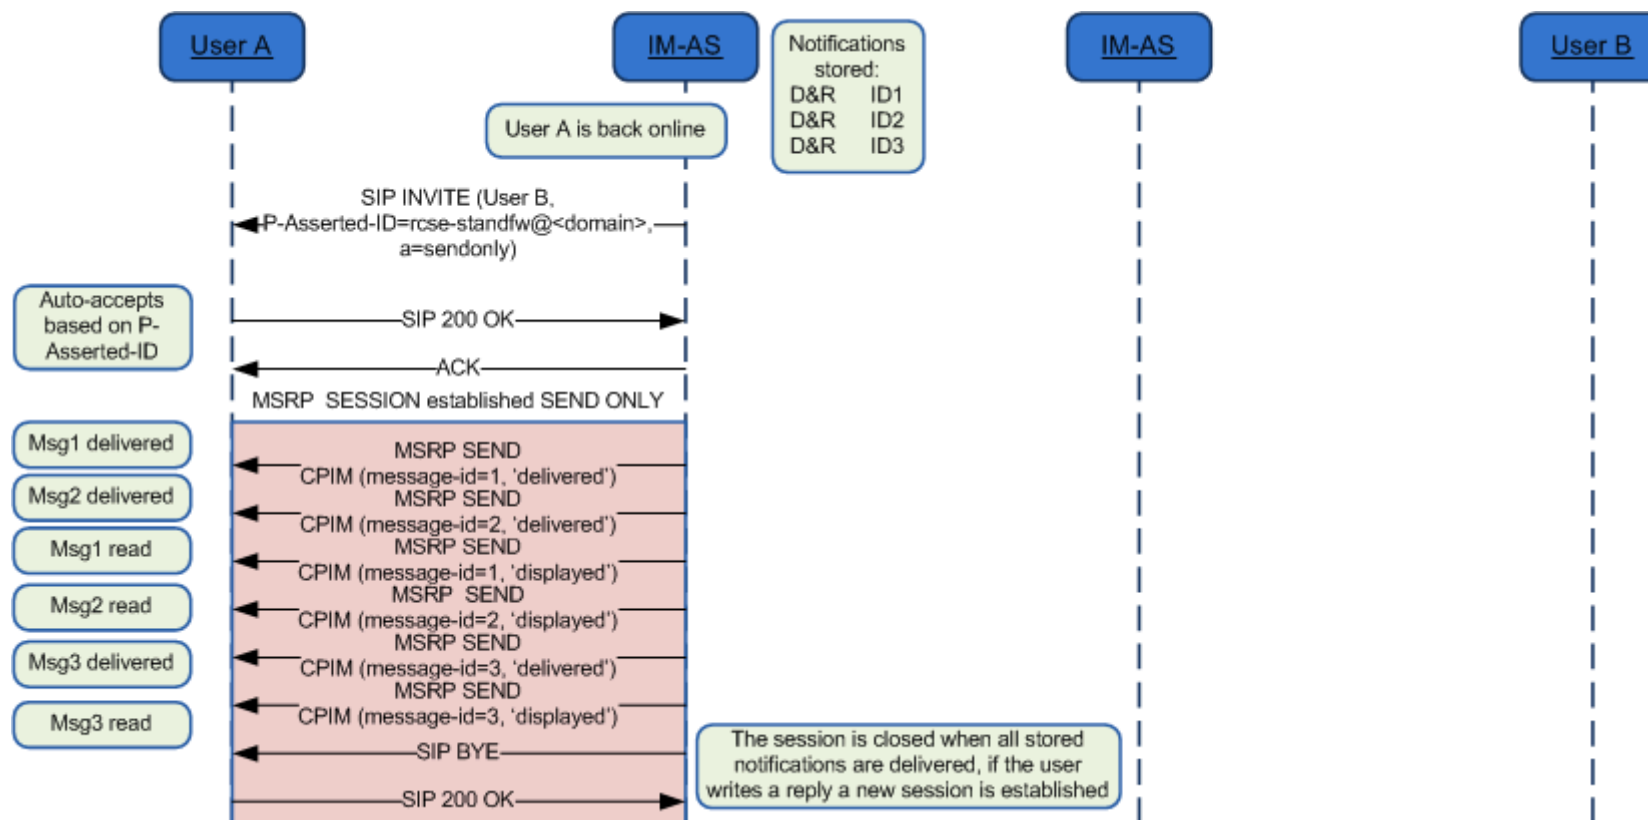 User A
IM-AS
IM-AS
User B
Notifications
stored:
D&R ID1
D&R ID2
D&R ID3
User A is back online
SIP INVITE (User B,
P-Asserted-ID=rcse-standfw@<domain>,
a=sendonly)
Auto-accepts
based on P-
Asserted-ID
SIP 200 OK
ACK
MSRP SESSION established SEND ONLY
Msg1 delivered
MSRP SEND
CPIM (message-id=1, ‘delivered’)
Msg2 delivered
MSRP SEND
CPIM (message-id=2, ‘delivered’)
Msg1 read
MSRP SEND
CPIM (message-id=1, ‘displayed’)
Msg2 read
MSRP SEND
CPIM (message-id=2, ‘displayed’)
Msg3 delivered
MSRP SEND
CPIM (message-id=3, ‘delivered’)
Msg3 read
MSRP SEND
CPIM (message-id=3, ‘displayed’)
SIP BYE
The session is closed when all stored
notifications are delivered, if the user
writes a reply a new session is established
SIP 200 OK